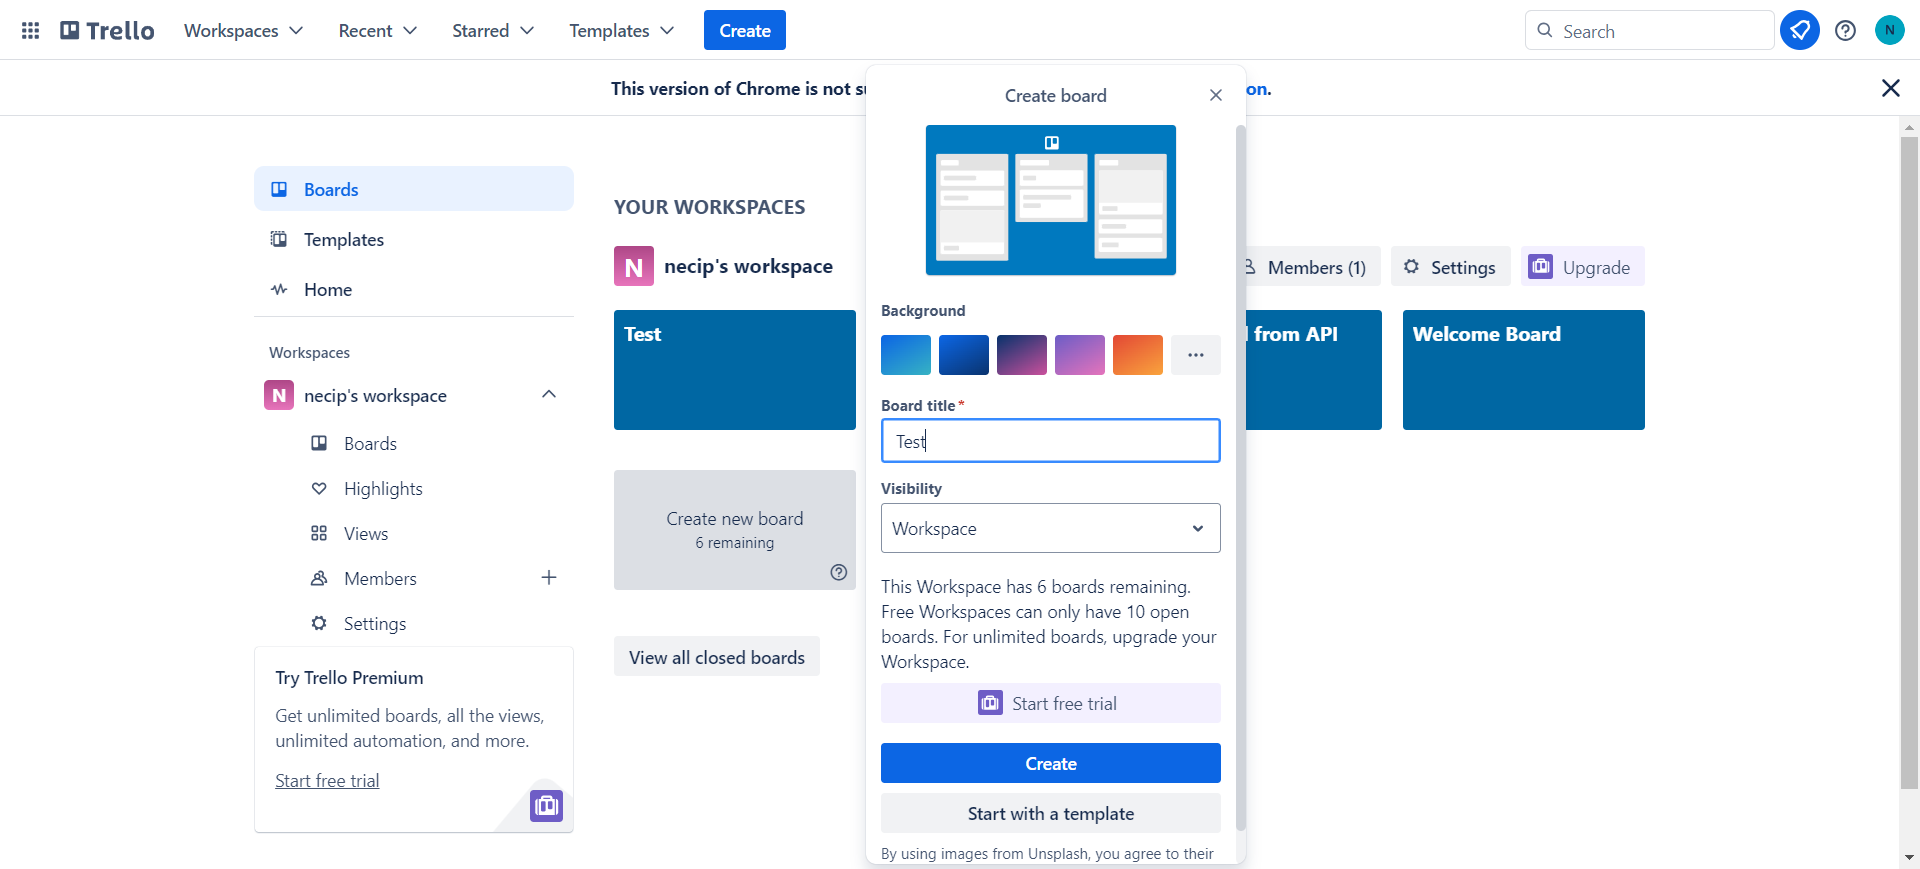 Trello
Workspaces
Recent
Starred
Templates
Create
Search
N
This version of Chrome is not
on.
Create board
Boards
Templates
Home
Workspaces
N necip's workspace
Boards
Highlights
Views
Members
Settings
Try Trello Premium
Get unlimited boards, all the views,
unlimited automation, and more.
Start free trial
YOUR WORKSPACES
N necip's workspace
Members (1)
Settings
Upgrade
Test
from API
Welcome Board
Create new board
6 remaining
View all closed boards
Background
Board title*
Test
Visibility
Workspace
This Workspace has 6 boards remaining.
Free Workspaces can only have 10 open
boards. For unlimited boards, upgrade your
Workspace.
Start free trial
Create
Start with a template
By using images from Unsplash, you agree to their